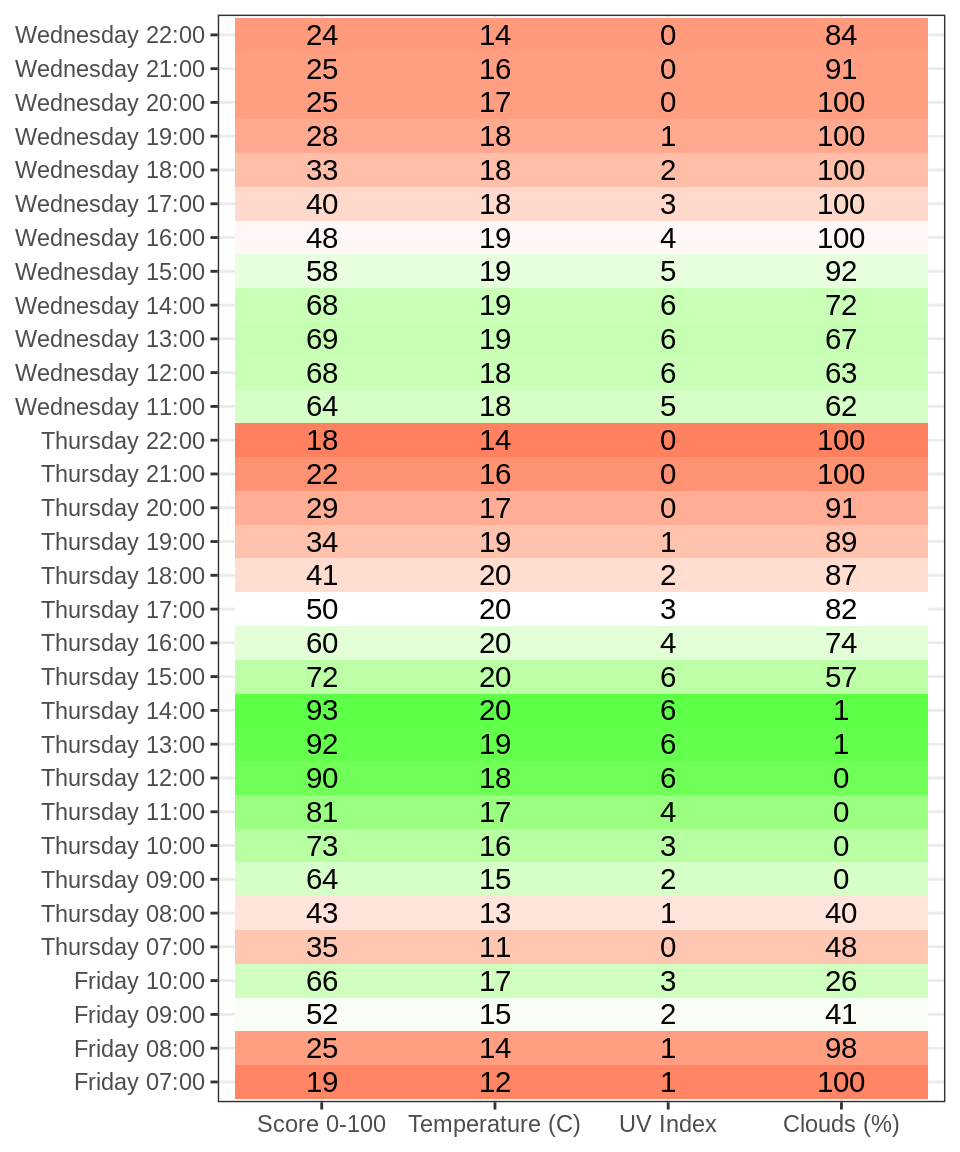 Wednesday 22:00 24 14 0 84
Wednesday 21:00 25 16 0 91
Wednesday 20:00 25 17 0 100
Wednesday 19:00 28 18 1 100
Wednesday 18:00 33 18 2 100
Wednesday 17:00 40 18 3 100
Wednesday 16:00 48 19 4 100
Wednesday 15:00 58 19 5 92
Wednesday 14:00 68 19 6 72
Wednesday 13:00 69 19 6 67
Wednesday 12:00 68 18 6 63
Wednesday 11:00 64 18 5 62
Thursday 22:00 18 14 0 100
Thursday 21:00 22 16 0 100
Thursday 20:00 29 17 0 91
Thursday 19:00 34 19 1 89
Thursday 18:00 41 20 2 87
Thursday 17:00 50 20 3 82
Thursday 16:00 60 20 4 74
Thursday 15:00 72 20 6 57
Thursday 14:00 93 20 6 1
Thursday 13:00 92 19 6 1
Thursday 12:00 90 18 6 0
Thursday 11:00 81 17 4 0
Thursday 10:00 73 16 3 0
Thursday 09:00 64 15 2 0
Thursday 08:00 43 13 1 40
Thursday 07:00 35 11 0 48
Friday 10:00 66 17 3 26
Friday 09:00 52 15 2 41
Friday 08:00 25 14 1 98
Friday 07:00 19 12 1 100
Score 0-100 Temperature (C) UV Index Clouds (%)